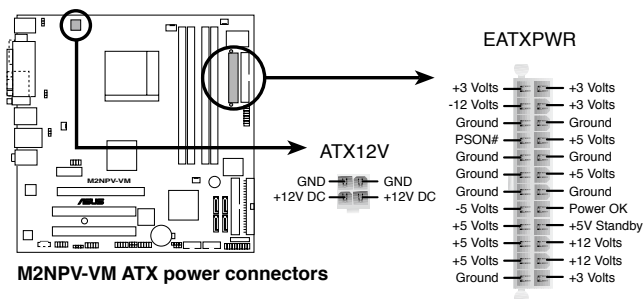 EATXPWR
+3 Volts +3 Volts
-12 Volts +3 Volts
Ground Ground
PSON# +5 Volts
Ground Ground
Ground +5 Volts
Ground Ground
-5 Volts Power OK
+5 Volts +5V Standby
+5 Volts +12 Volts
+5 Volts +12 Volts
Ground +3 Volts
ATX12V
GND GND
+12V DC +12V DC
M2NPV-VM
ASUS
M2NPV-VM ATX power connectors